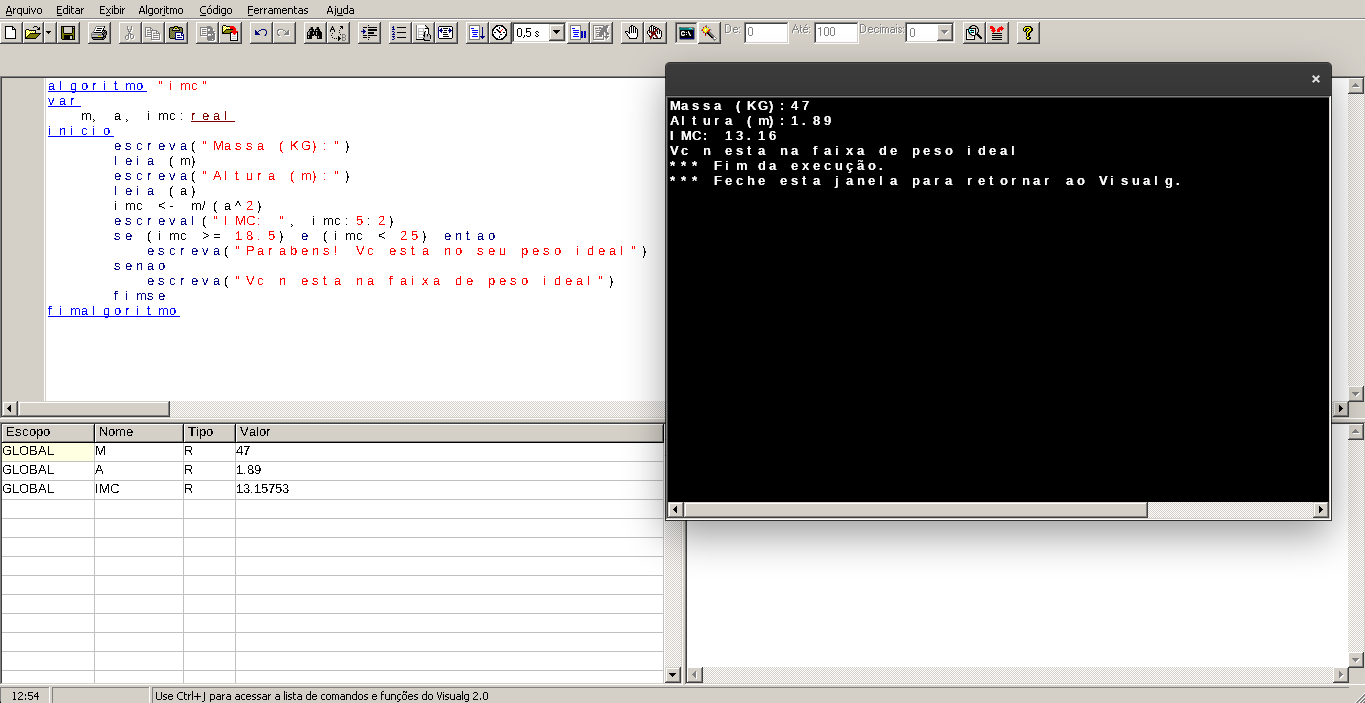 Arquivo Editar Exibir Algoritmo Código Ferramentas Ajuda
0,5 s De: 0 Até: 100 Decimais: 0
algoritmo "imc"
var
m, a, imc: real
inicio
escreva("Massa (KG):")
leia (m)
escreva("Altura (m):")
leia (a)
imc <- m/(a^2)
escreval("IMC: ", imc:5:2)
se (imc >= 18.5) e (imc < 25) entao
escreva("Parabens! Vc esta no seu peso ideal")
senao
escreva("Vc n esta na faixa de peso ideal")
fimse
fimalgoritmo
×
Massa (KG):47
Altura (m):1.89
IMC: 13.16
Vc n esta na faixa de peso ideal
*** Fim da execução.
*** Feche esta janela para retornar ao Visualg.
Escopo Nome Tipo Valor
GLOBAL M R 47
GLOBAL A R 1.89
GLOBAL IMC R 13.15753
12:54 Use Ctrl+J para acessar a lista de comandos e funções do Visualg 2.0